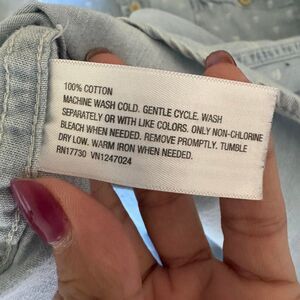 100% COTTON
MACHINE WASH COLD. GENTLE CYCLE. WASH
SEPARATELY OR WITH LIKE COLORS. ONLY NON-CHLORINE
BLEACH WHEN NEEDED. REMOVE PROMPTLY. TUMBLE
DRY LOW. WARM IRON WHEN NEEDED.
RN17730 VN1247024